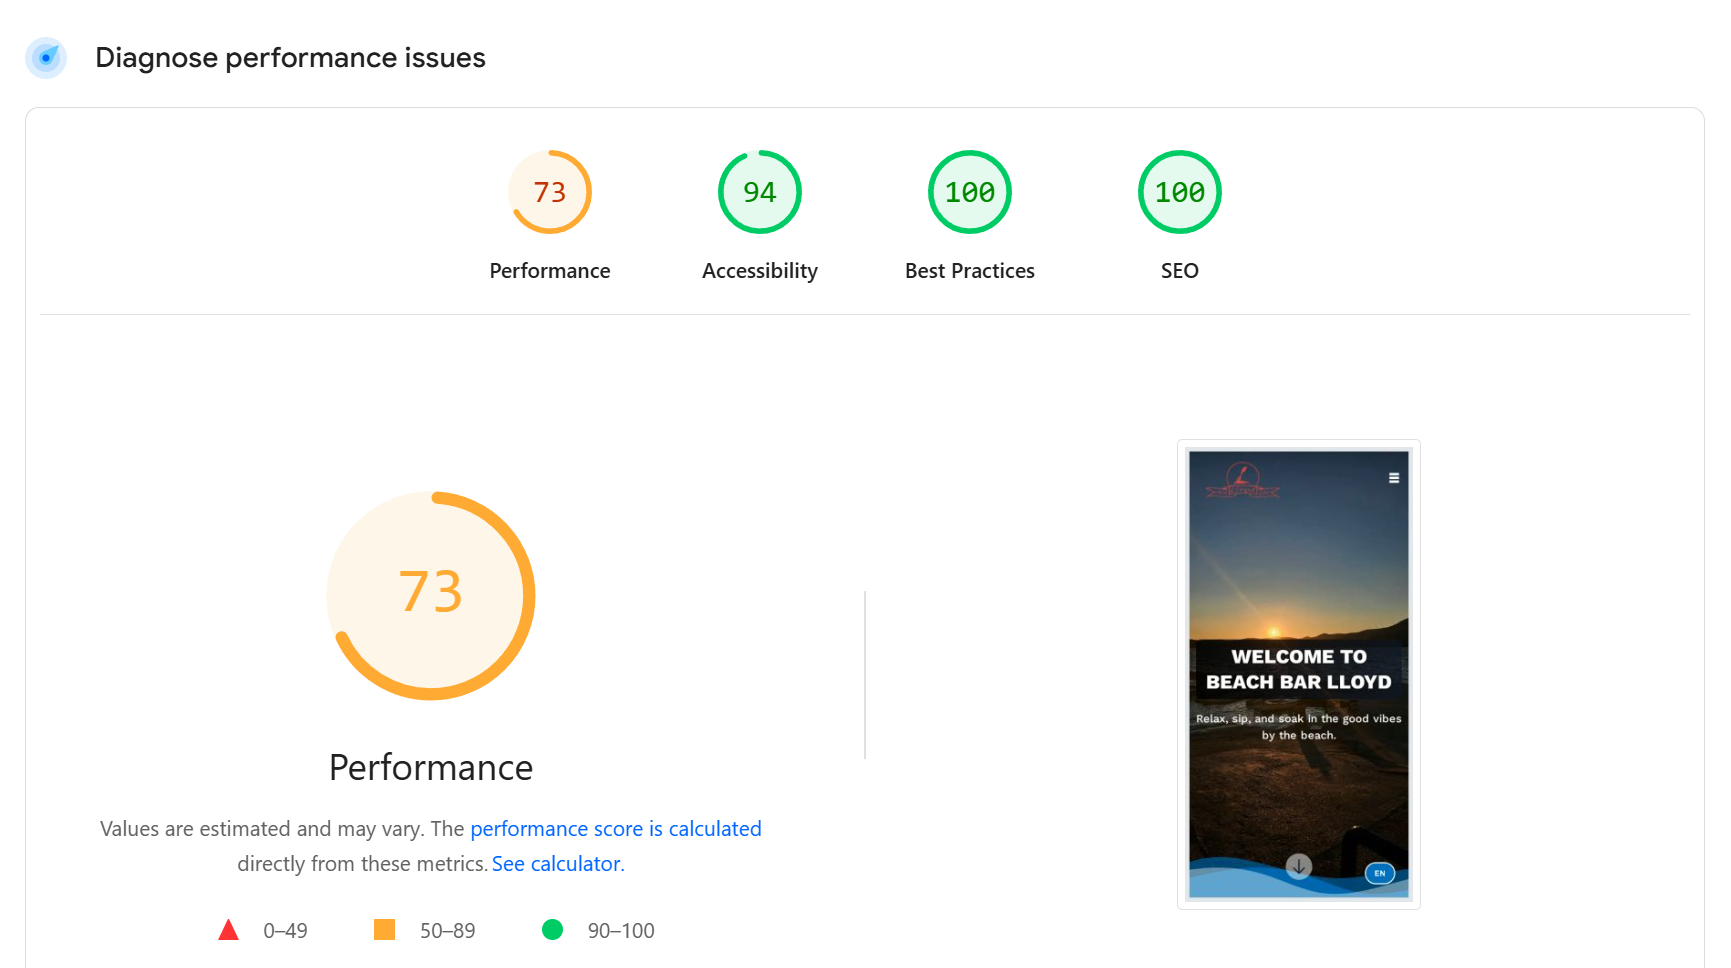 Diagnose performance issues
73
94
100
100
Performance
Accessibility
Best Practices
SEO
73
Performance
Values are estimated and may vary. The performance score is calculated
directly from these metrics. See calculator.
0–49
50–89
90–100
WELCOME TO
BEACH BAR LLOYD
Relax, sip, and soak in the good vibes
by the beach.
EN